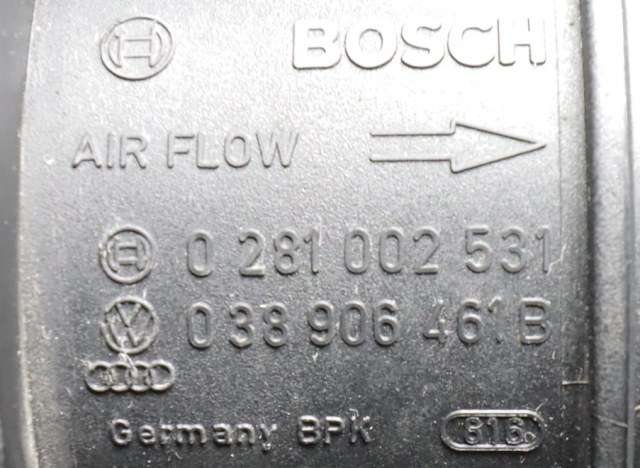 BOSCH
AIR FLOW
0 281 002 531
038 906 461 B
Germany BPK 816